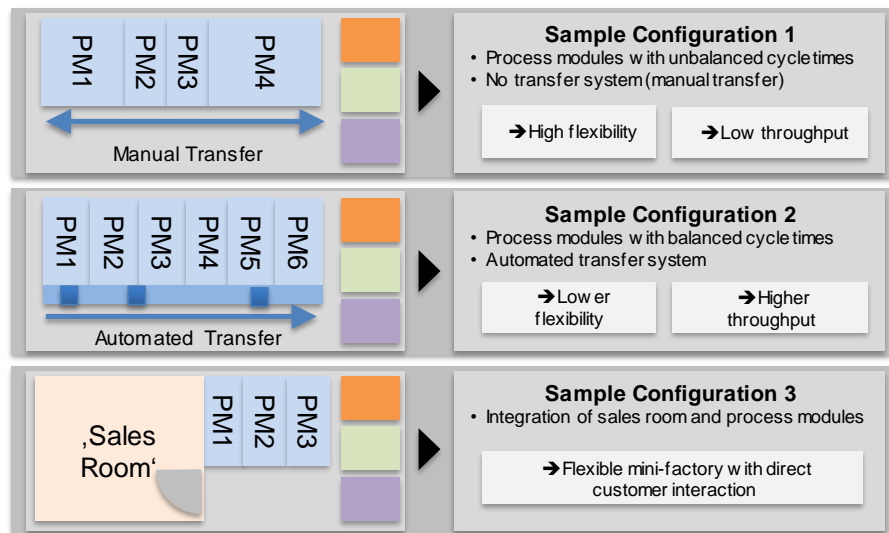 PM1
PM2
PM3
PM4
Manual Transfer
Sample Configuration 1
• Process modules with unbalanced cycle times
• No transfer system (manual transfer)
➔High flexibility
➔Low throughput
PM1
PM2
PM3
PM4
PM5
PM6
Automated Transfer
Sample Configuration 2
• Process modules with balanced cycle times
• Automated transfer system
➔Lower
flexibility
➔Higher
throughput
‚Sales
Room‘
PM1
PM2
PM3
Sample Configuration 3
• Integration of sales room and process modules
➔Flexible mini-factory with direct
customer interaction